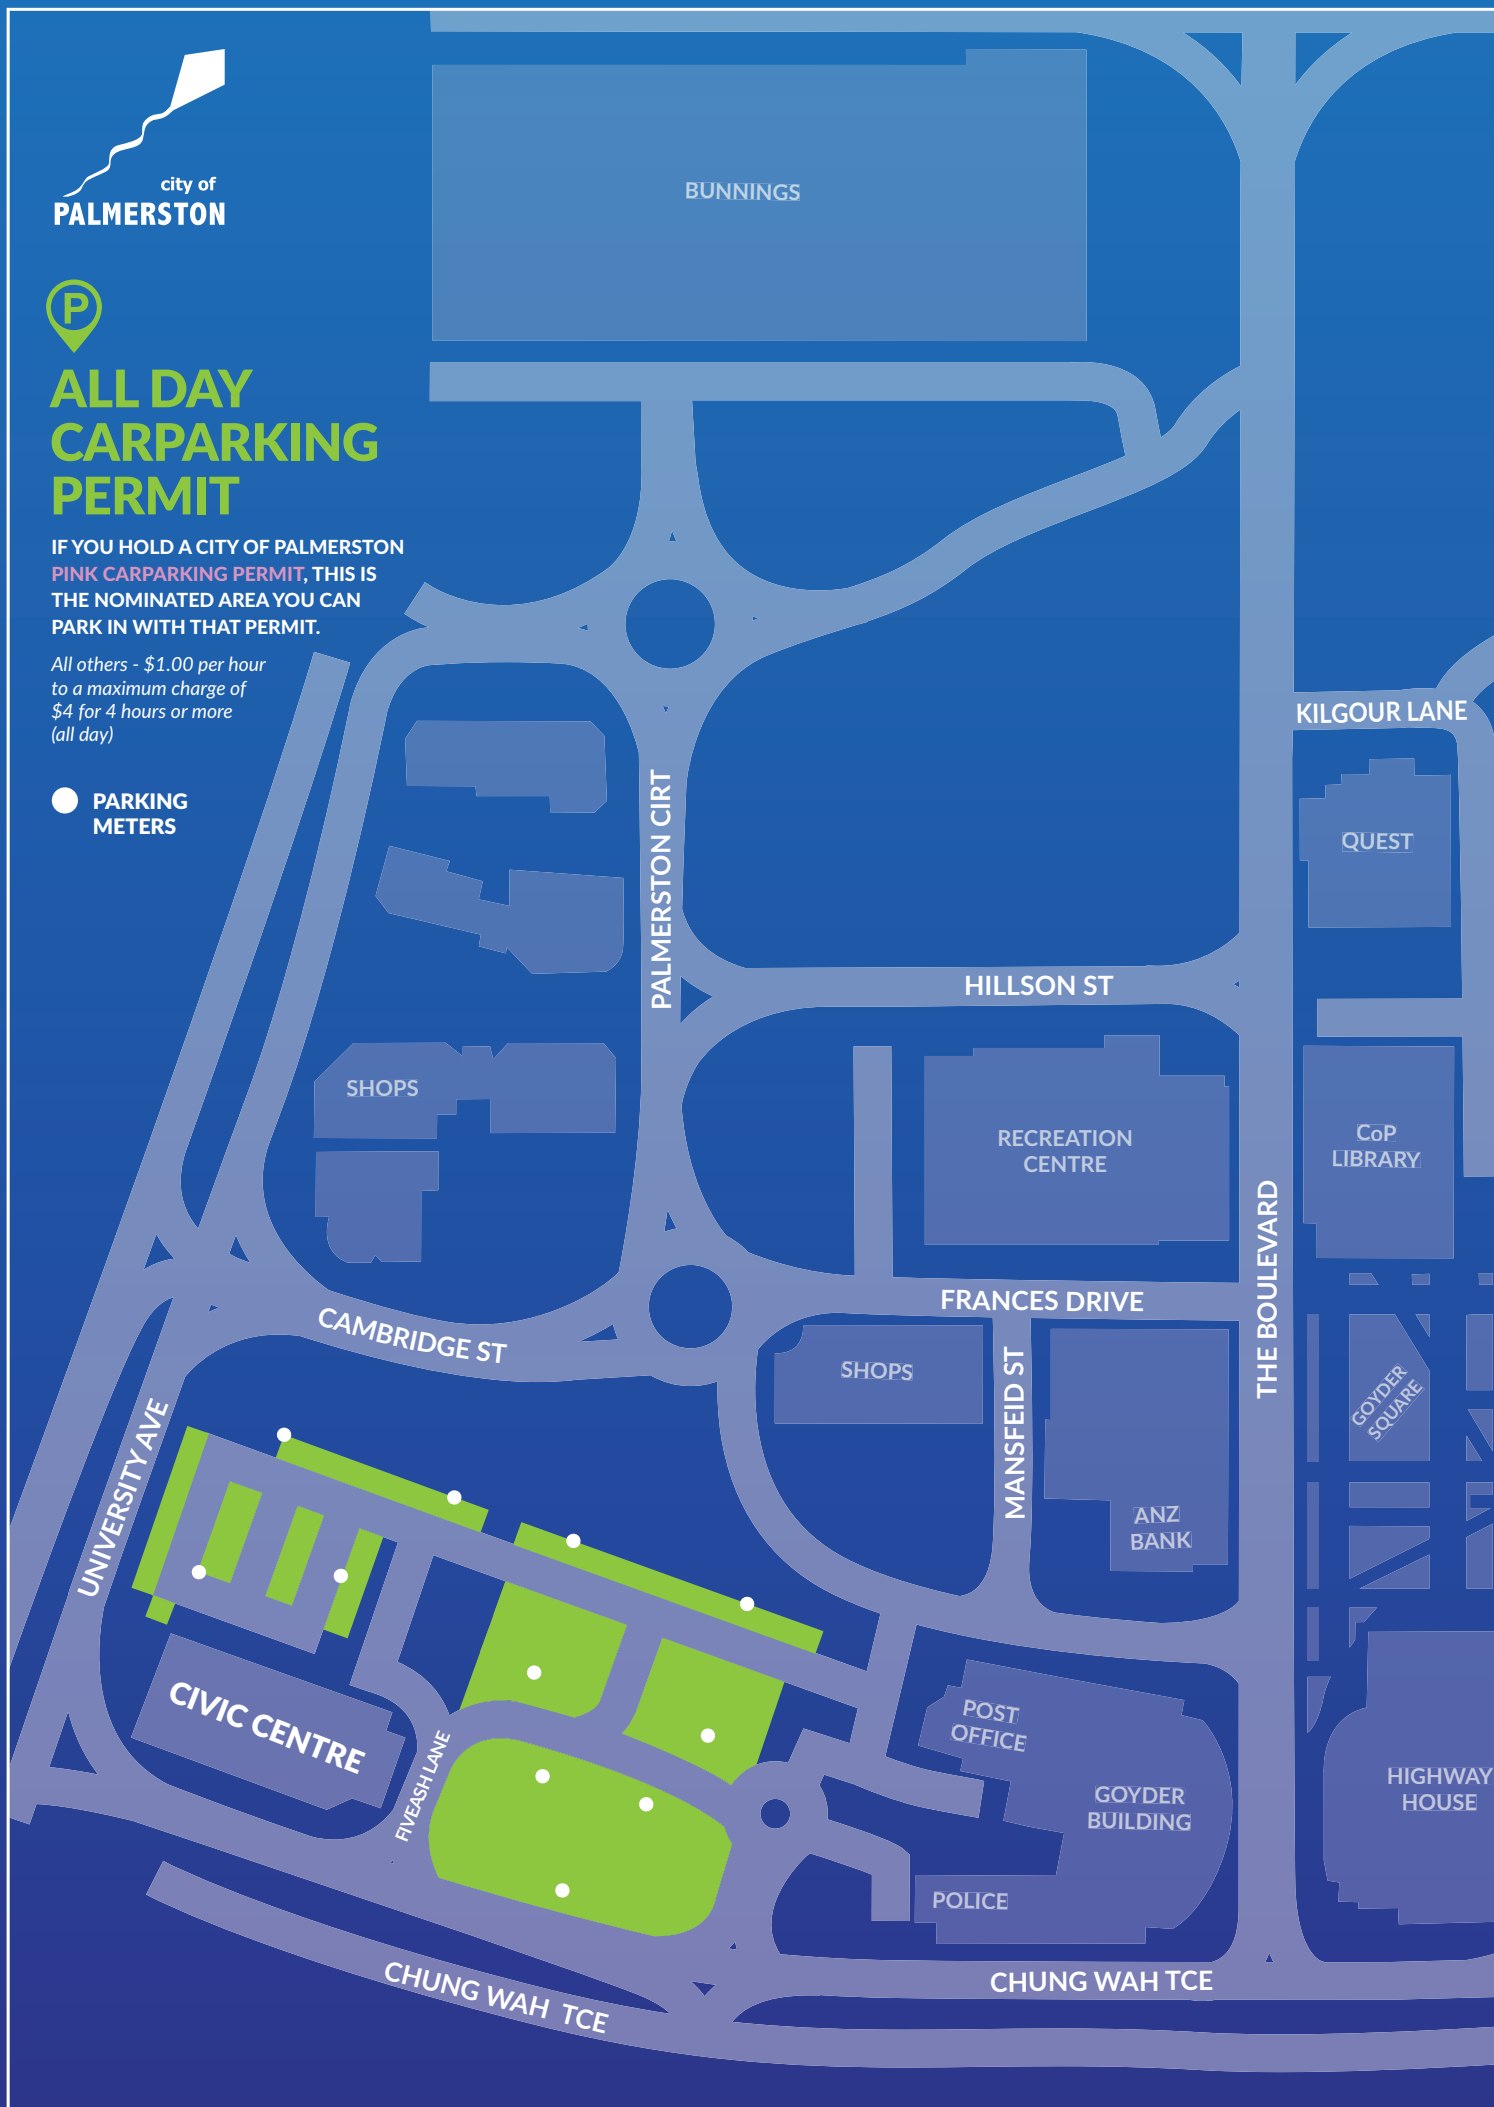 city of
PALMERSTON
P
ALL DAY
CARPARKING
PERMIT
IF YOU HOLD A CITY OF PALMERSTON
PINK CARPARKING PERMIT, THIS IS
THE NOMINATED AREA YOU CAN
PARK IN WITH THAT PERMIT.
All others - $1.00 per hour
to a maximum charge of
$4 for 4 hours or more
(all day)
PARKING
METERS
BUNNINGS
KILGOUR LANE
QUEST
PALMERSTON CIRT
HILLSON ST
SHOPS
RECREATION
CENTRE
CoP
LIBRARY
THE BOULEVARD
FRANCES DRIVE
CAMBRIDGE ST
SHOPS
MANSFEID ST
GOYDER
SQUARE
UNIVERSITY AVE
ANZ
BANK
CIVIC CENTRE
FIVEASH LANE
POST
OFFICE
GOYDER
BUILDING
HIGHWAY
HOUSE
POLICE
CHUNG WAH TCE
CHUNG WAH TCE